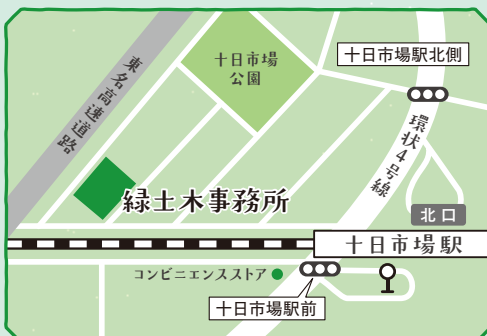 十日市場
公園
十日市場駅北側
東名高速道路
環状4号線
緑土木事務所
北口
十日市場駅
コンビニエンスストア
十日市場駅前